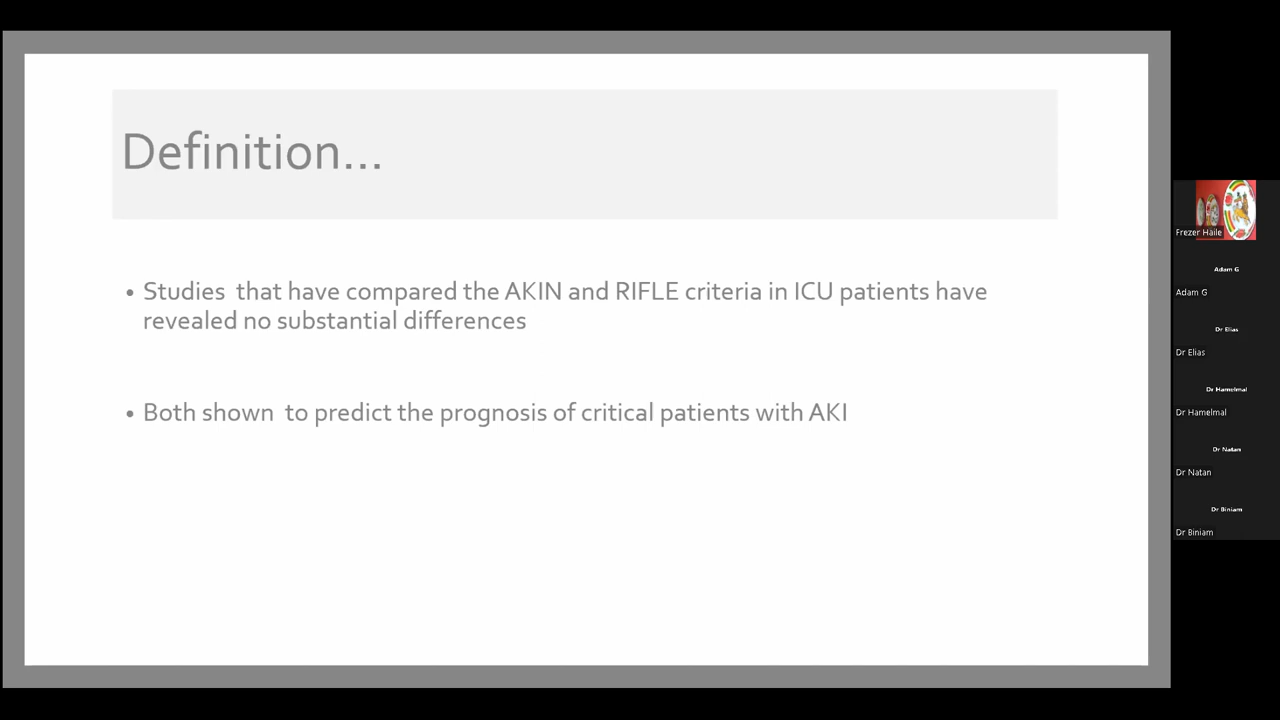 Definition...
• Studies  that have compared the AKIN and RIFLE criteria in ICU patients have
revealed no substantial differences
• Both shown  to predict the prognosis of critical patients with AKI
Frezer Haile
Adam G
Adam G
Dr Elias
Dr Elias
Dr Hamelmal
Dr Hamelmal
Dr Natan
Dr Natan
Dr Biniam
Dr Biniam